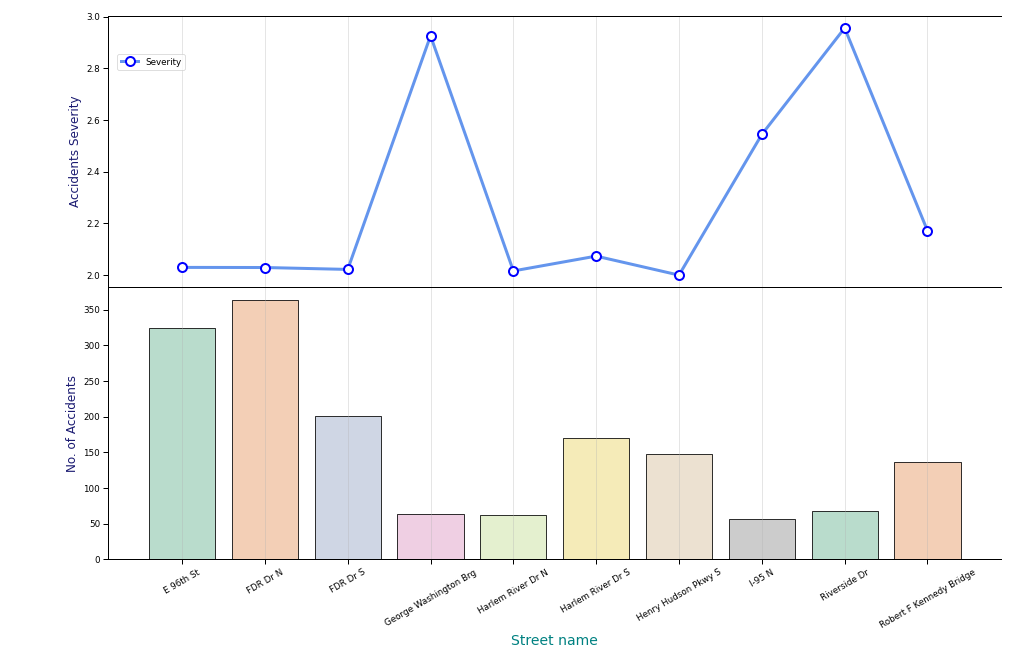 3.0
2.8
2.6
2.4
2.2
2.0
Accidents Severity
Severity
350
300
250
200
150
100
50
0
No. of Accidents
E 96th St
FDR Dr N
FDR Dr S
George Washington Brg
Harlem River Dr N
Harlem River Dr S
Henry Hudson Pkwy S
I-95 N
Riverside Dr
Robert F Kennedy Bridge
Street name